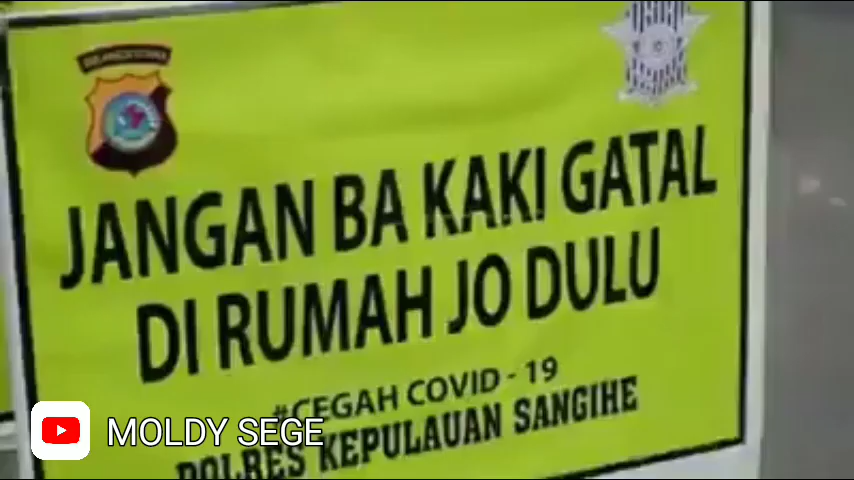 JANGAN BA KAKI GATAL
DI RUMAH JO DULU
#CEGAH COVID - 19
POLRES KEPULAUAN SANGIHE
MOLDY SEGE